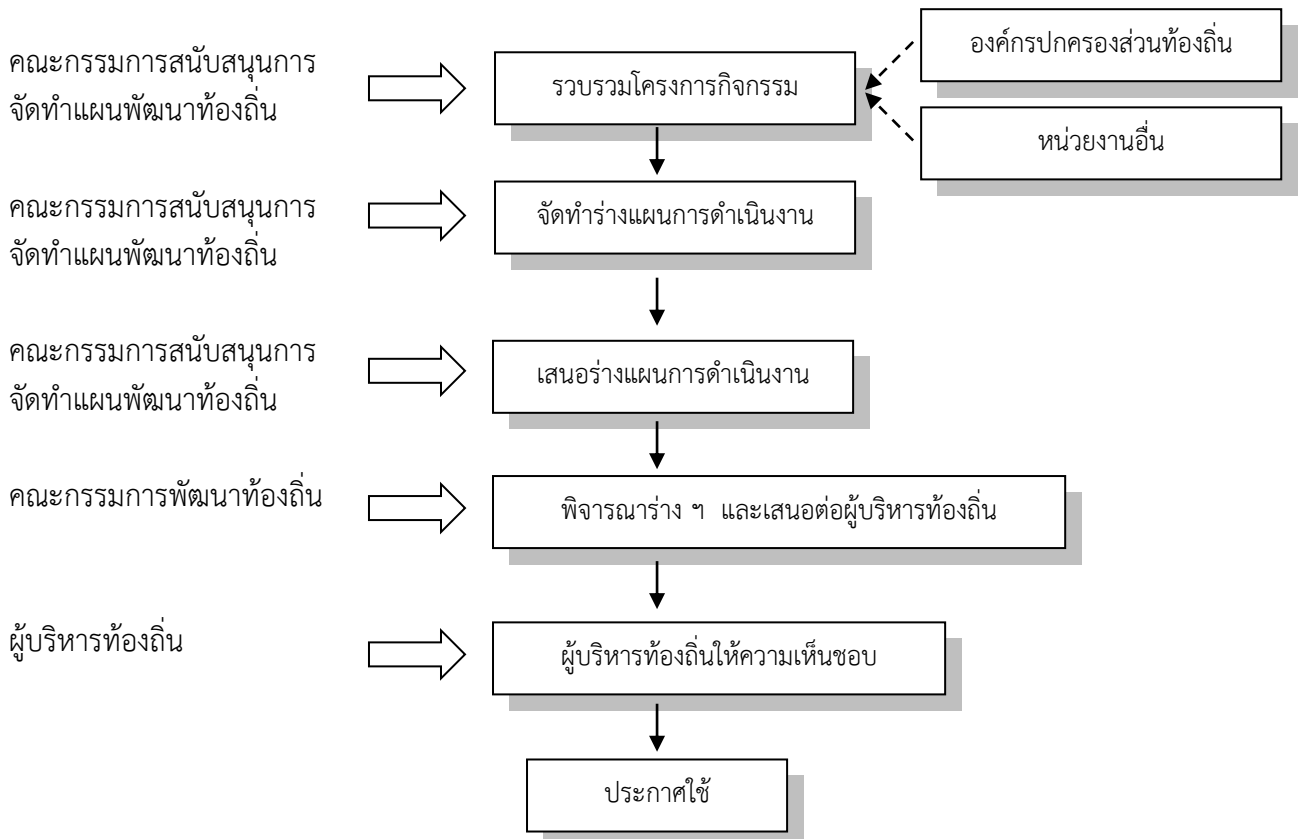 คณะกรรมการสนับสนุนการ
จัดทำแผนพัฒนาท้องถิ่น
รวบรวมโครงการกิจกรรม
องค์กรปกครองส่วนท้องถิ่น
หน่วยงานอื่น
คณะกรรมการสนับสนุนการ
จัดทำแผนพัฒนาท้องถิ่น
จัดทำร่างแผนการดำเนินงาน
คณะกรรมการสนับสนุนการ
จัดทำแผนพัฒนาท้องถิ่น
เสนอร่างแผนการดำเนินงาน
คณะกรรมการพัฒนาท้องถิ่น
พิจารณาร่าง ฯ และเสนอต่อผู้บริหารท้องถิ่น
ผู้บริหารท้องถิ่น
ผู้บริหารท้องถิ่นให้ความเห็นชอบ
ประกาศใช้